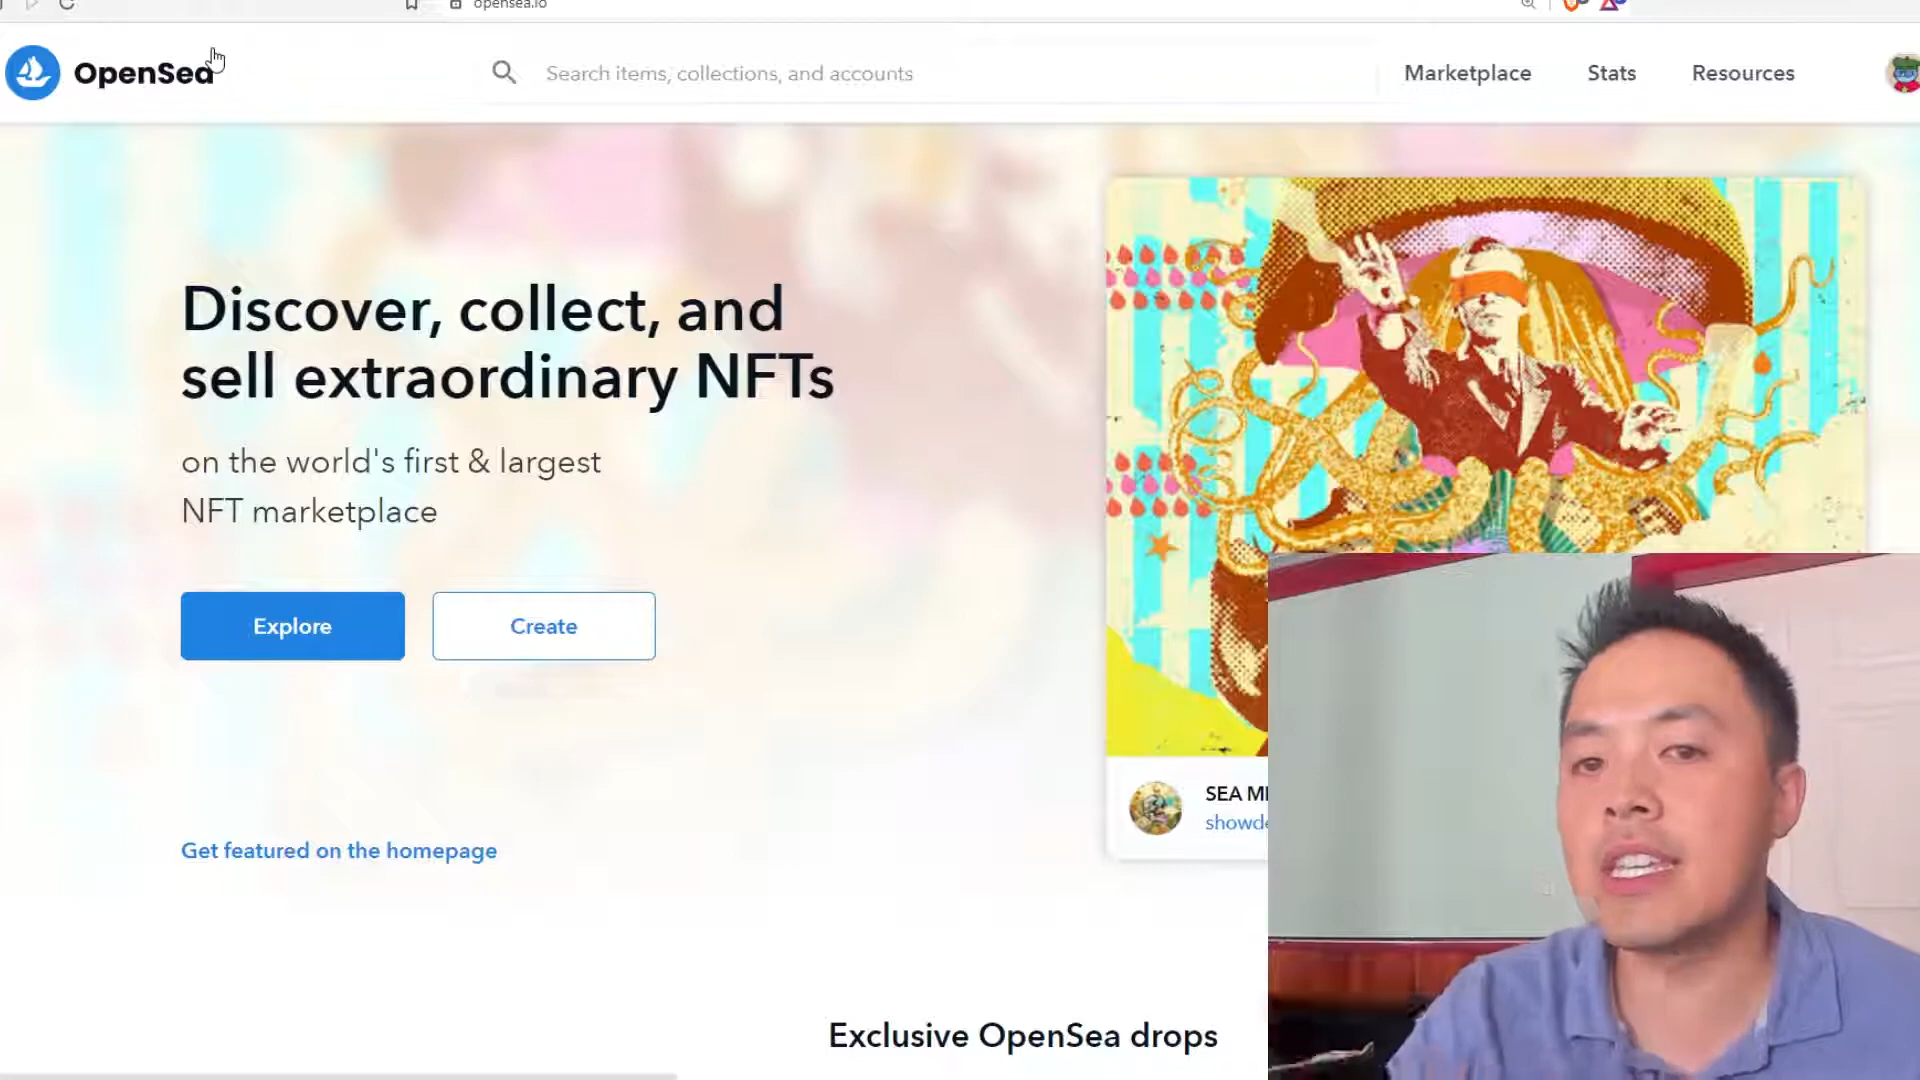 opensea.io
OpenSea
Search items, collections, and accounts
Marketplace
Stats
Resources
Discover, collect, and
sell extraordinary NFTs
on the world's first & largest
NFT marketplace
Explore
Create
SEA
Get featured on the homepage
Exclusive OpenSea drops